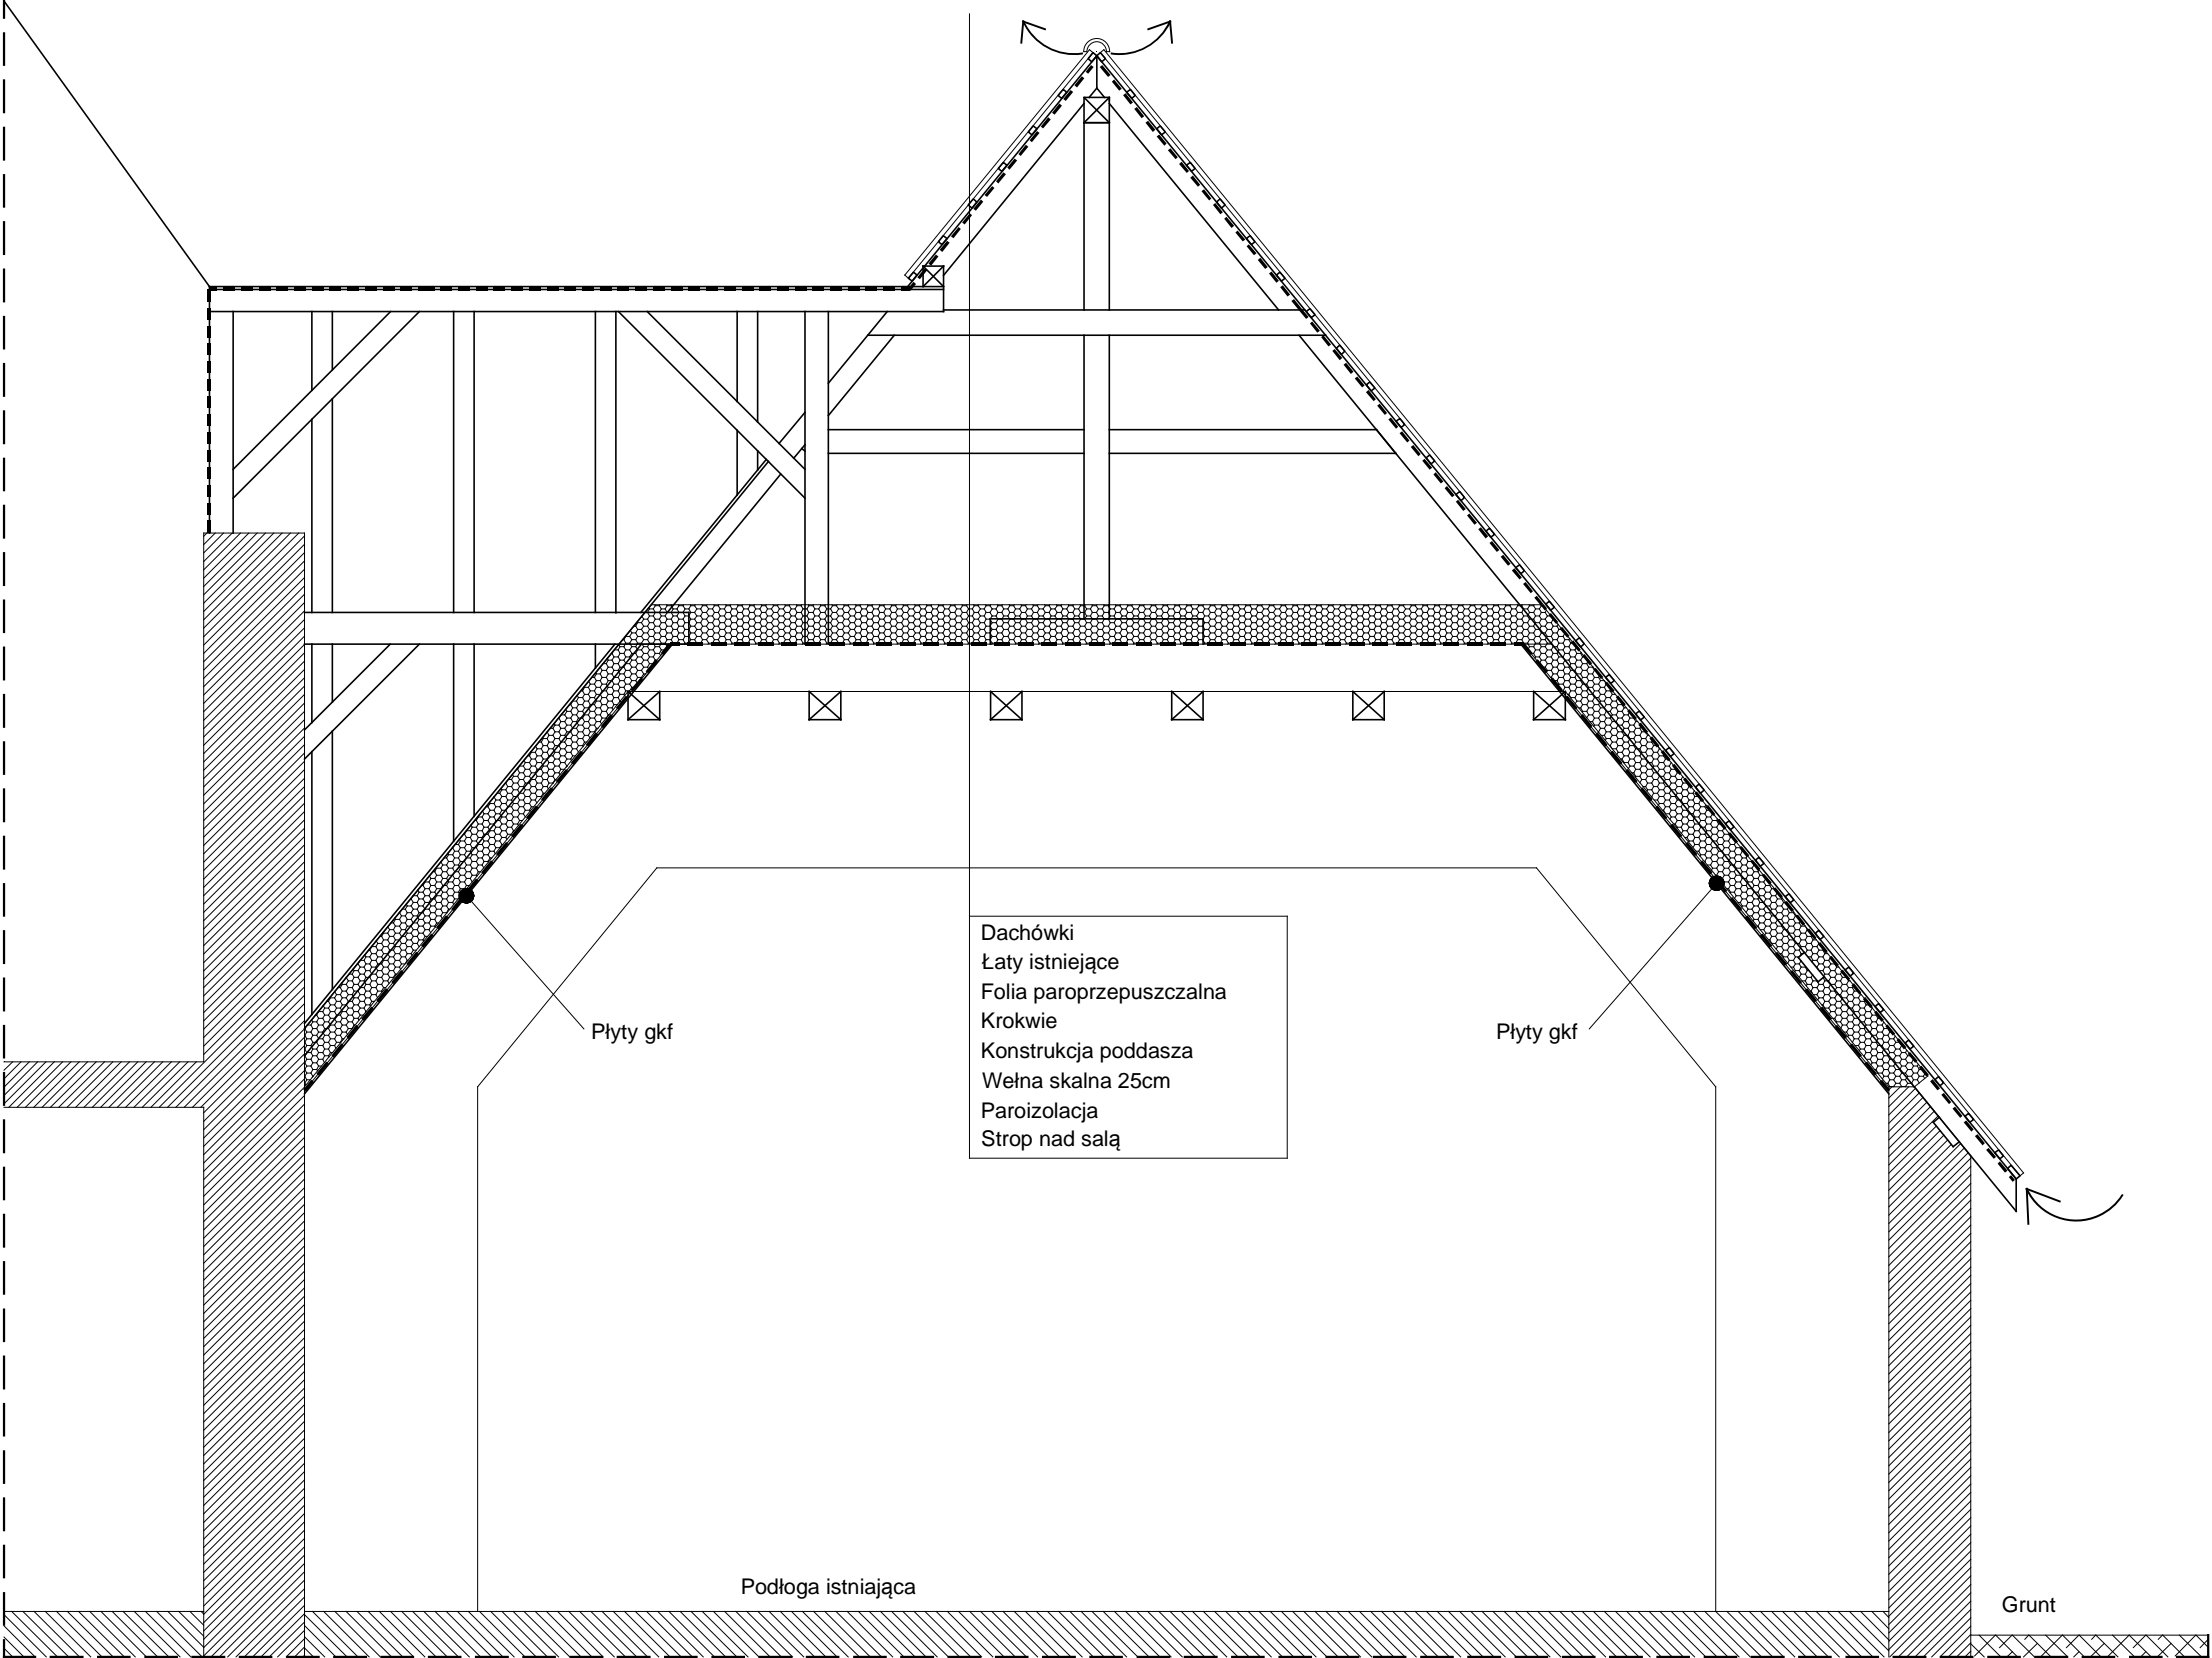 Dachówki
Łaty istniejące
Folia paroprzepuszczalna
Krokwie
Konstrukcja poddasza
Wełna skalna 25cm
Paroizolacja
Strop nad salą
Płyty gkf
Płyty gkf
Podłoga istniająca
Grunt